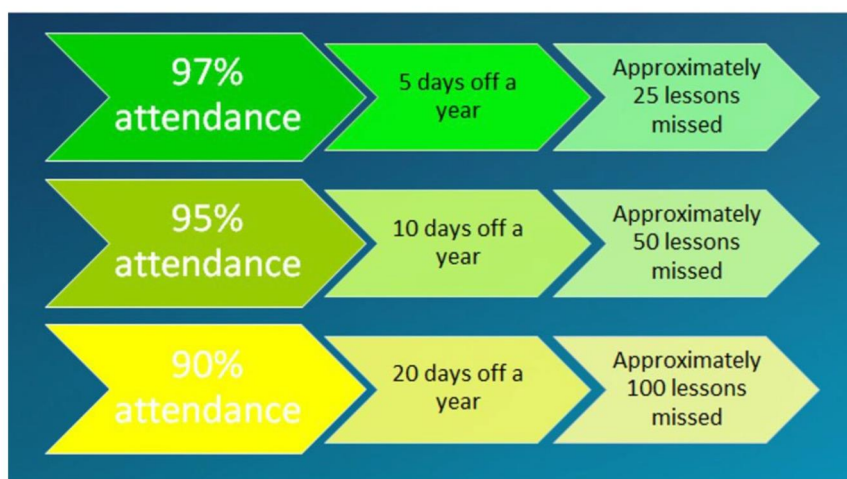 97%
attendance
5 days off a
year
Approximately
25 lessons
missed
95%
attendance
10 days off a
year
Approximately
50 lessons
missed
90%
attendance
20 days off a
year
Approximately
100 lessons
missed